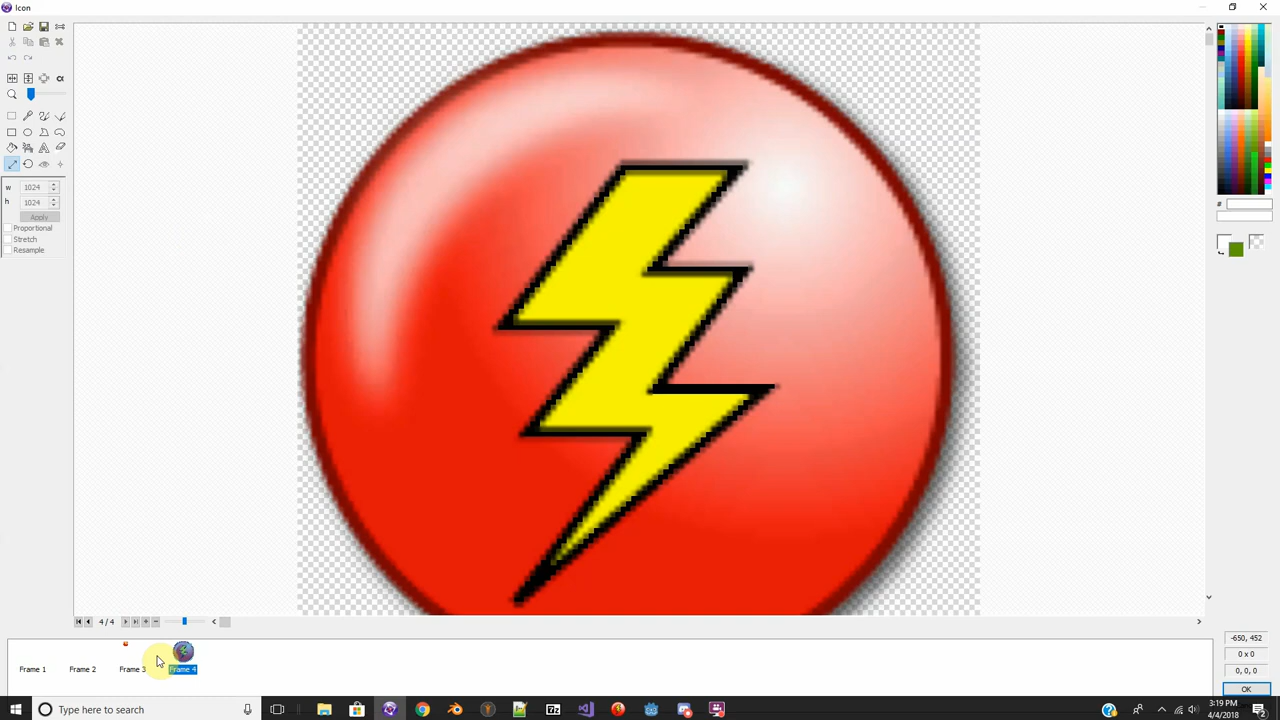 Icon
w 1024
h 1024
Apply
Proportional
Stretch
Resample
#
4/4
Frame 1
Frame 2
Frame 3
Frame 4
-650, 452
0 x 0
0, 0, 0
OK
Type here to search
3:19 PM
4/4/2018